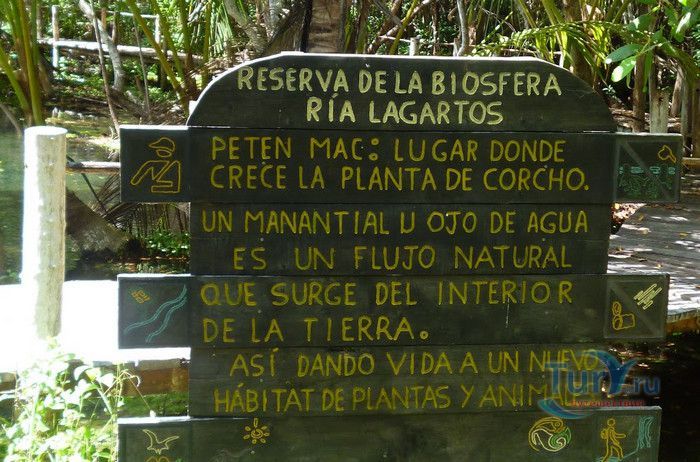 RESERVA DE LA BIOSFERA
RÍA LAGARTOS
PETEN MAC: LUGAR DONDE
CRECE LA PLANTA DE CORCHO.
UN MANANTIAL U OJO DE AGUA
ES UN FLUJO NATURAL
QUE SURGE DEL INTERIOR
DE LA TIERRA.
ASÍ DANDO VIDA A UN NUEVO
HÁBITAT DE PLANTAS Y ANIMAL
Turv.ru